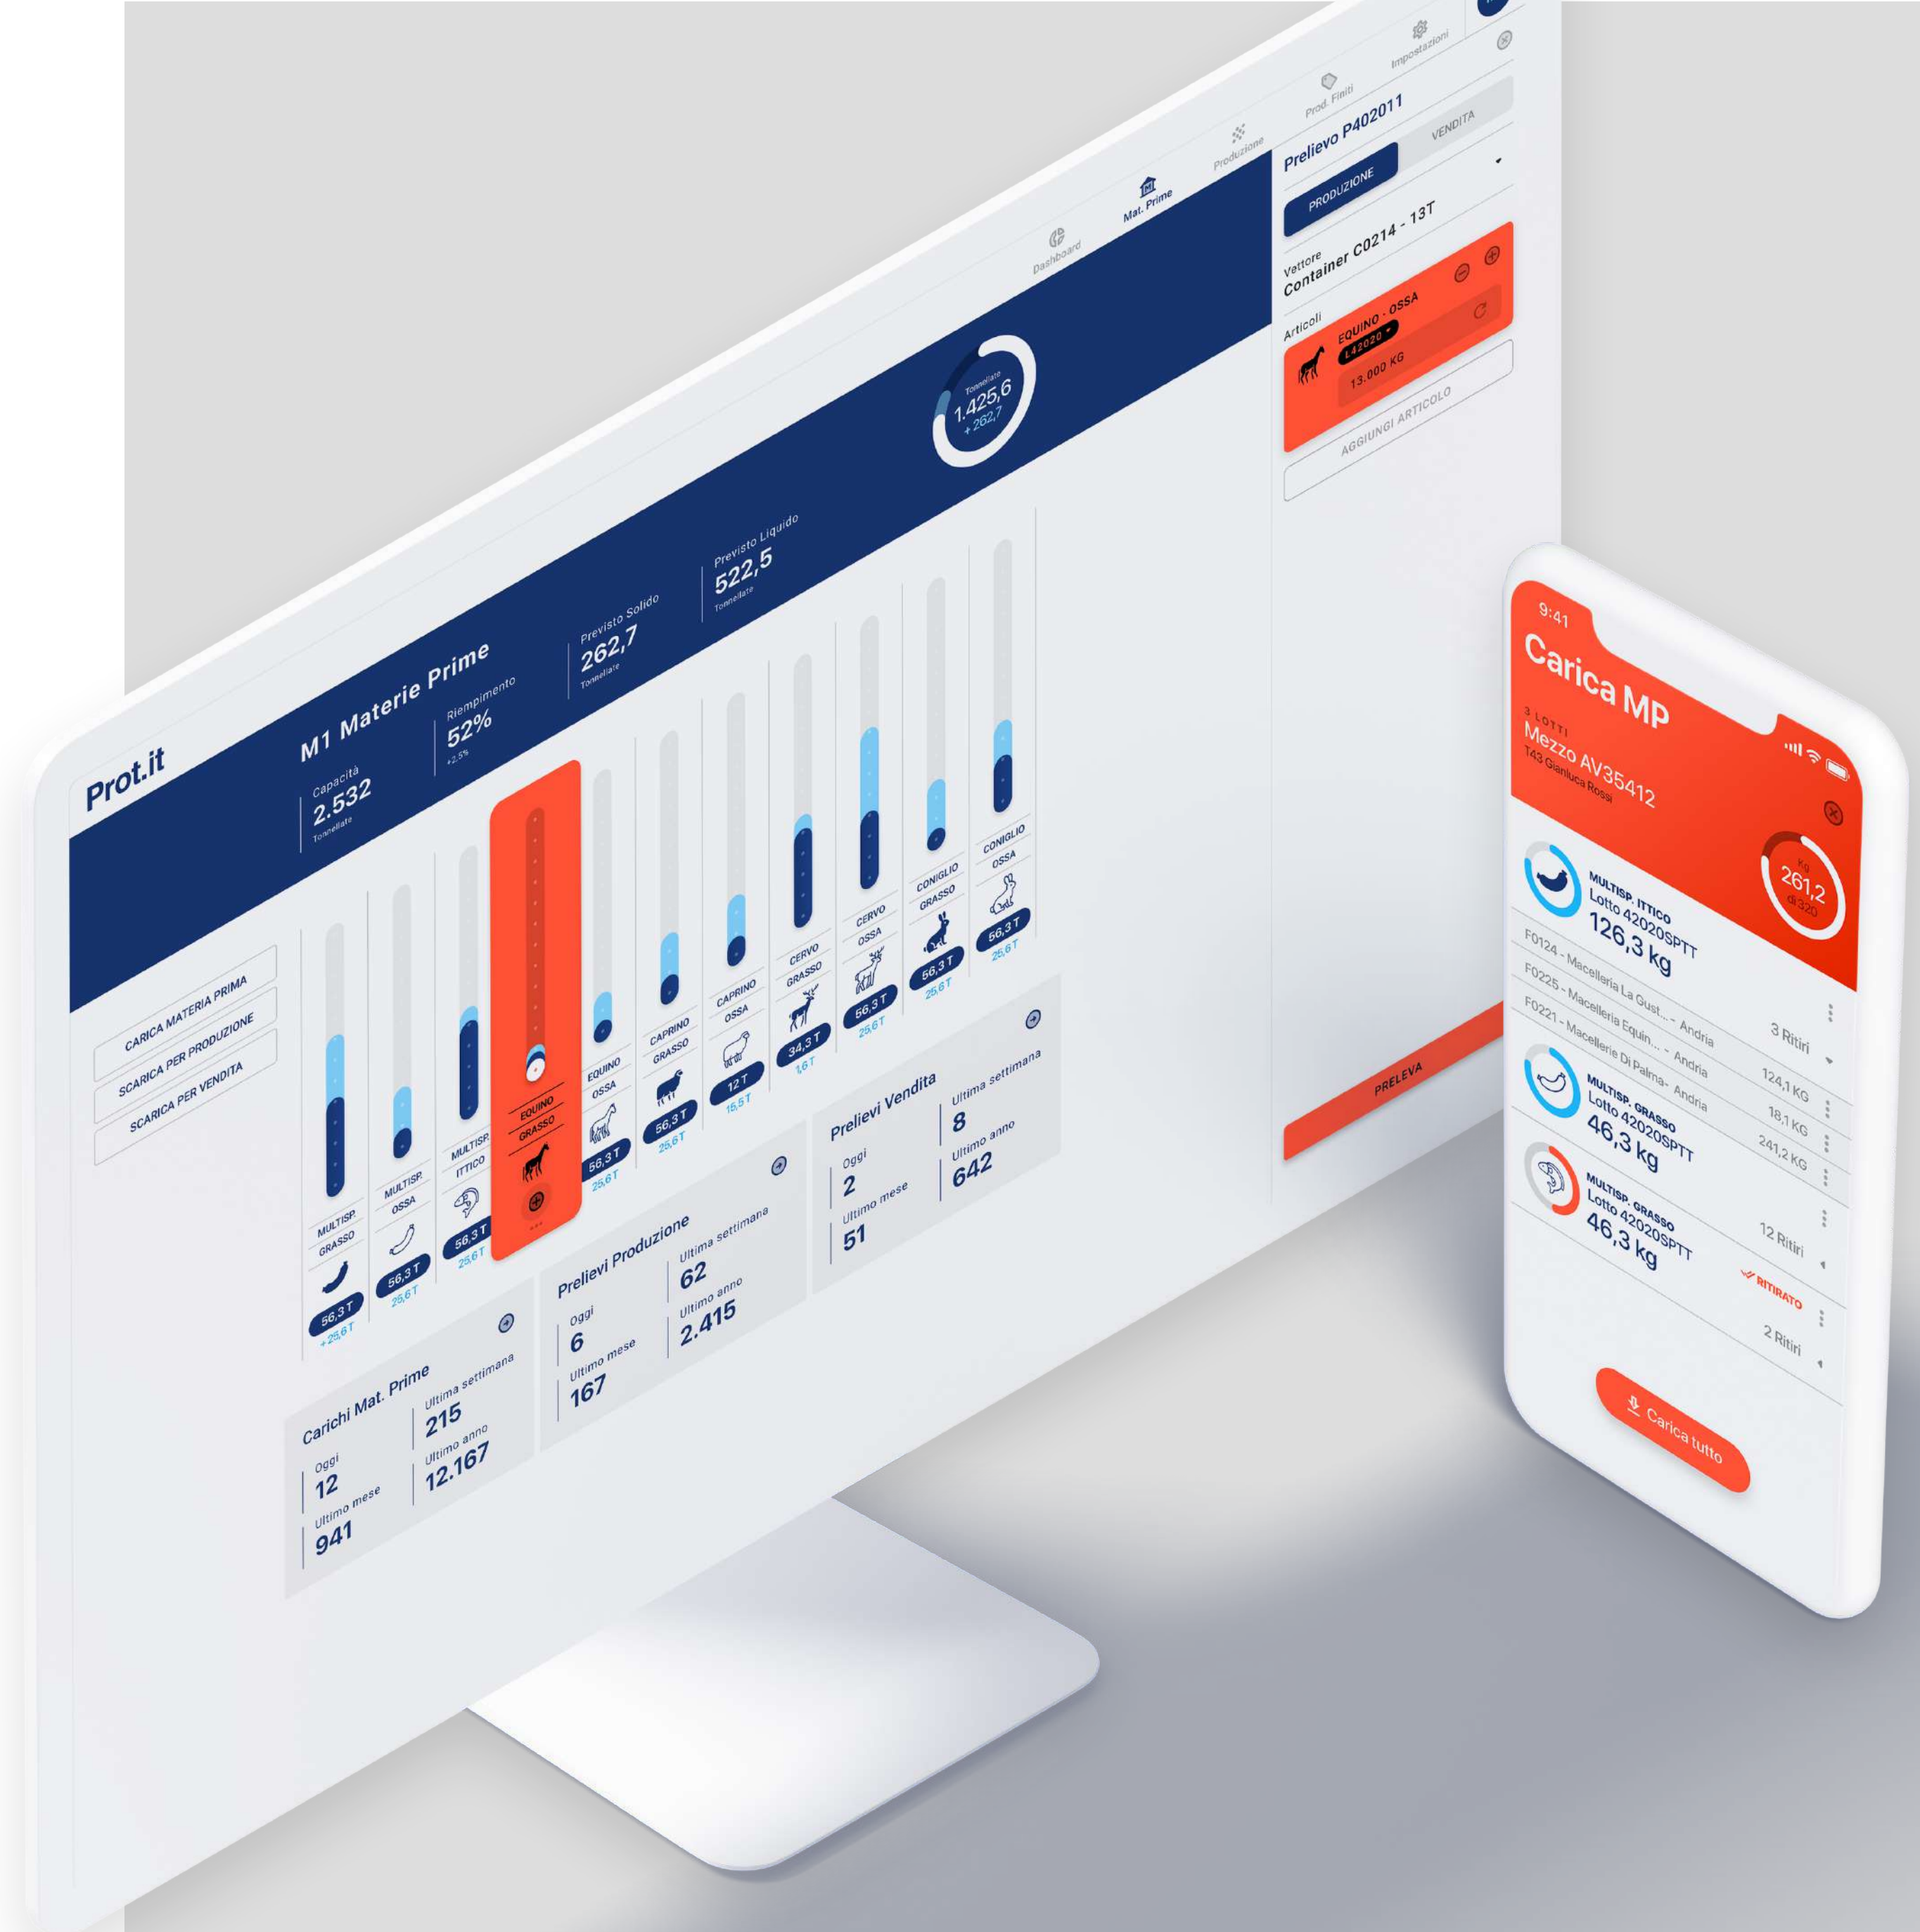 Prot.it
Dashboard
Mat. Prime
Produzione
Prod. Finiti
Impostazioni
M1 Materie Prime
Capacità
2.532
Tonnellate
Riempimento
52%
+2,5%
Previsto Solido
262,7
Tonnellate
Previsto Liquido
522,5
Tonnellate
Tonnellate
1.425,6
+ 262,7
CARICA MATERIA PRIMA
SCARICA PER PRODUZIONE
SCARICA PER VENDITA
MULTISP.
GRASSO
56,3 T
+ 25,6 T
MULTISP.
OSSA
56,3 T
25,6 T
MULTISP.
ITTICO
56,3 T
25,6 T
EQUINO
GRASSO
EQUINO
OSSA
56,3 T
25,6 T
CAPRINO
GRASSO
56,3 T
25,6 T
CAPRINO
OSSA
12 T
15,5 T
CERVO
GRASSO
34,3 T
1,6 T
CERVO
OSSA
56,3 T
25,6 T
CONIGLIO
GRASSO
56,3 T
25,6 T
CONIGLIO
OSSA
56,3 T
25,6 T
Carichi Mat. Prime
Oggi
12
Ultima settimana
215
Ultimo mese
941
Ultimo anno
12.167
Prelievi Produzione
Oggi
6
Ultima settimana
62
Ultimo mese
167
Ultimo anno
2.415
Prelievi Vendita
Oggi
2
Ultima settimana
8
Ultimo mese
51
Ultimo anno
642
Prelievo P402011
PRODUZIONE
VENDITA
Vettore
Container C0214 - 13T
Articoli
EQUINO - OSSA
L42020
13.000 KG
AGGIUNGI ARTICOLO
PRELEVA
9:41
Carica MP
3 LOTTI
Mezzo AV35412
T43 Gianluca Rossi
Kg
261,2
di 320
MULTISP. ITTICO
Lotto 42020SPTT
126,3 kg
3 Ritiri
F0124 - Macelleria La Gust... - Andria
124,1 KG
F0225 - Macelleria Equin... - Andria
18,1 KG
F0221 - Macellerie Di Palma- Andria
241,2 KG
MULTISP. GRASSO
Lotto 42020SPTT
46,3 kg
12 Ritiri
MULTISP. GRASSO
Lotto 42020SPTT
46,3 kg
RITIRATO
2 Ritiri
Carica tutto